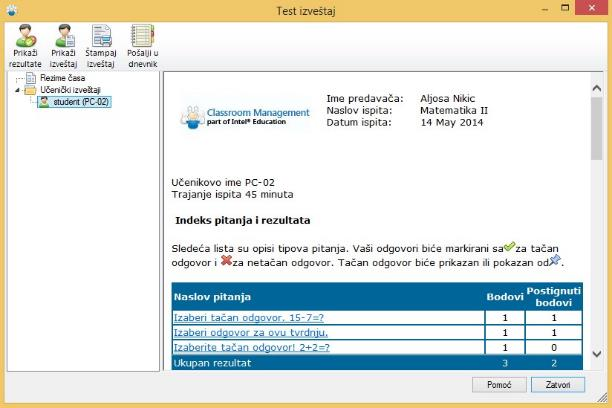 Test izveštaj
Prikaži rezultate
Prikaži izveštaj
Štampaj izveštaj
Pošalji u dnevnik
Rezime časa
Učenički izveštaji
student (PC-02)
Classroom Management
part of Intel® Education
Ime predavača: Aljosa Nikic
Naslov ispita: Matematika II
Datum ispita: 14 May 2014
Učenikovo ime PC-02
Trajanje ispita 45 minuta
Indeks pitanja i rezultata
Sledeća lista su opisi tipova pitanja. Vaši odgovori biće markirani sa za tačan
odgovor i za netačan odgovor. Tačan odgovor biće prikazan ili pokazan od .
Naslov pitanja Bodovi Postignuti bodovi
Izaberi tačan odgovor. 15-7=? 1 1
Izaberi odgovor za ovu tvrdnju. 1 1
Izaberite tačan odgovor! 2+2=? 1 0
Ukupan rezultat 3 2
Pomoć
Zatvori